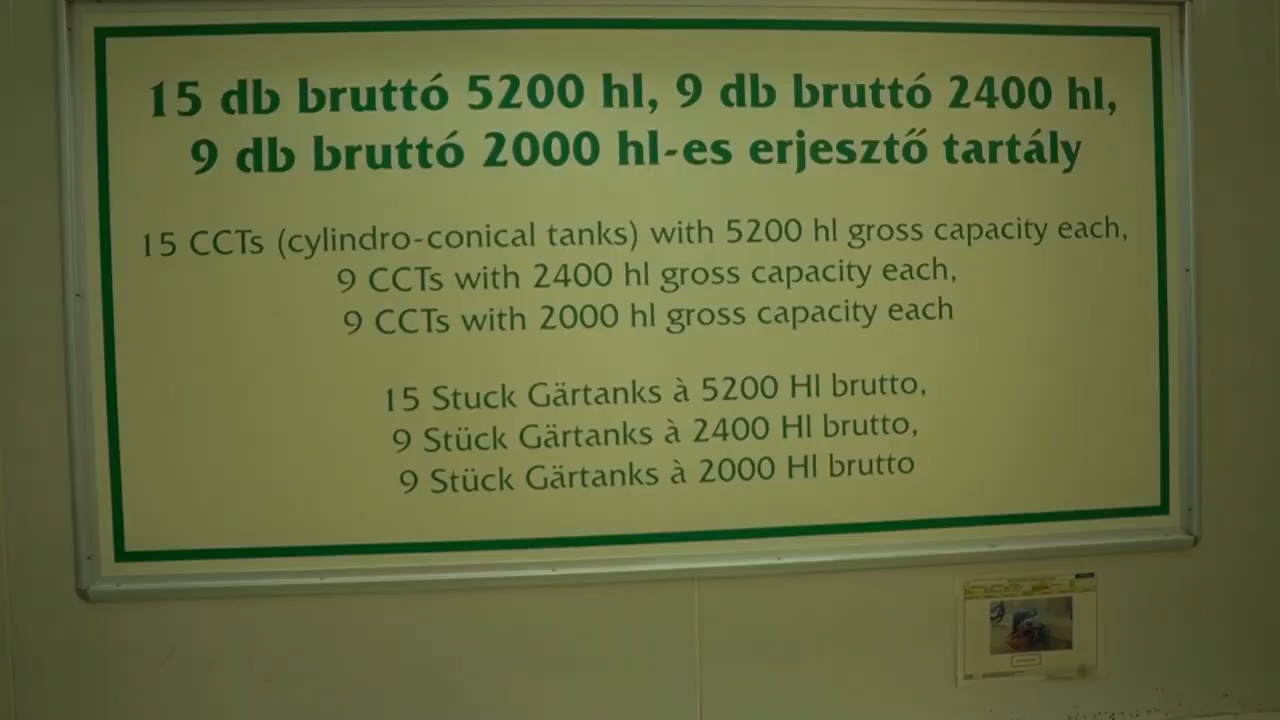 15 db bruttó 5200 hl, 9 db bruttó 2400 hl,
9 db bruttó 2000 hl-es erjesztő tartály
15 CCTs (cylindro-conical tanks) with 5200 hl gross capacity each,
9 CCTs with 2400 hl gross capacity each,
9 CCTs with 2000 hl gross capacity each
15 Stuck Gärtanks à 5200 Hl brutto,
9 Stück Gärtanks à 2400 Hl brutto,
9 Stück Gärtanks à 2000 Hl brutto